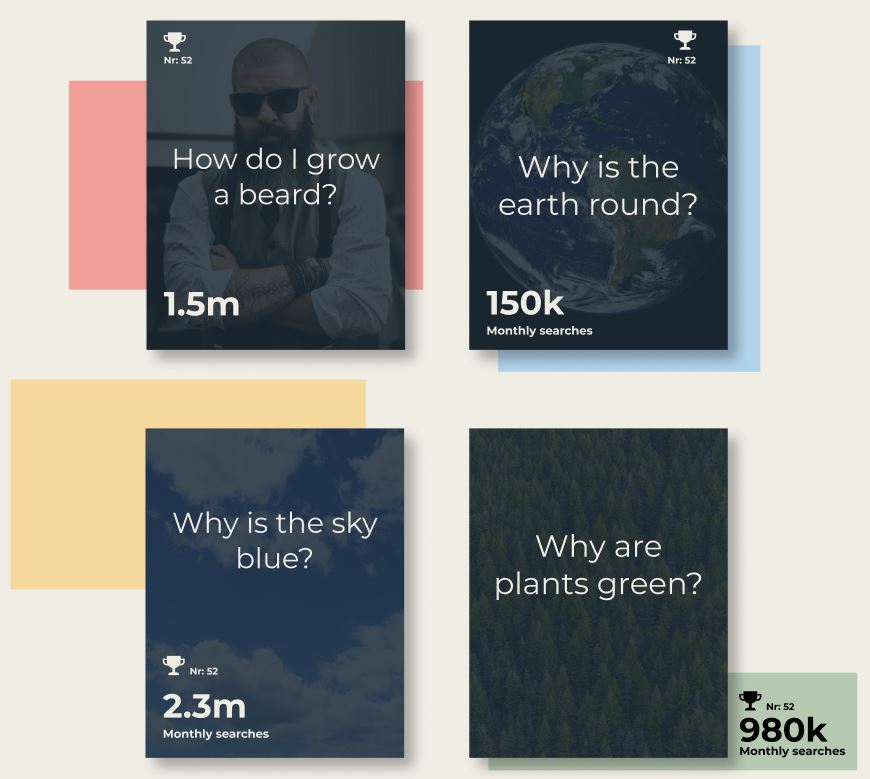 Nr: 52
How do I grow
a beard?
1.5m
Nr: 52
Why is the
earth round?
150k
Monthly searches
Why is the sky
blue?
Nr: 52
2.3m
Monthly searches
Why are
plants green?
Nr: 52
980k
Monthly searches